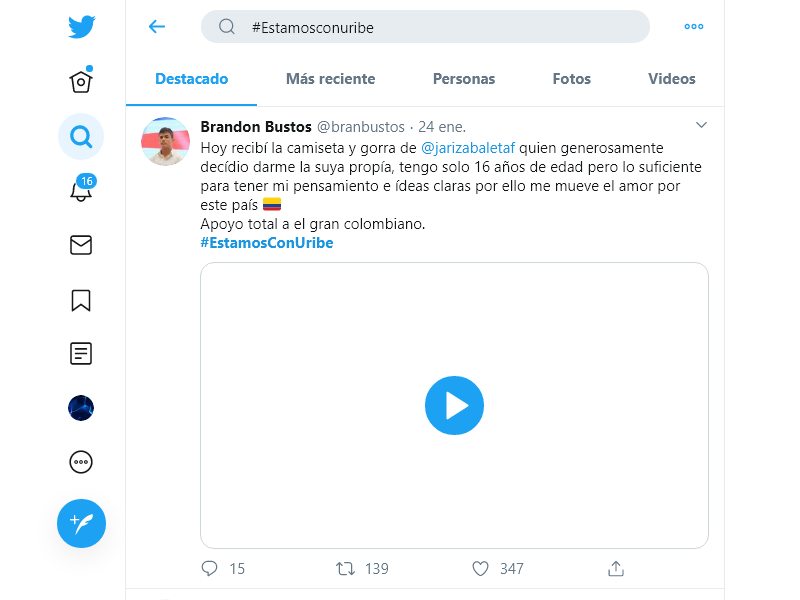 #Estamosconuribe
Destacado Más reciente Personas Fotos Videos
Brandon Bustos @branbustos · 24 ene.
Hoy recibí la camiseta y gorra de @jarizabaletaf quien generosamente
decídio darme la suya propía, tengo solo 16 años de edad pero lo suficiente
para tener mi pensamiento e ídeas claras por ello me mueve el amor por
este país 🇨🇴
Apoyo total a el gran colombiano.
#EstamosConUribe
16
15 139 347